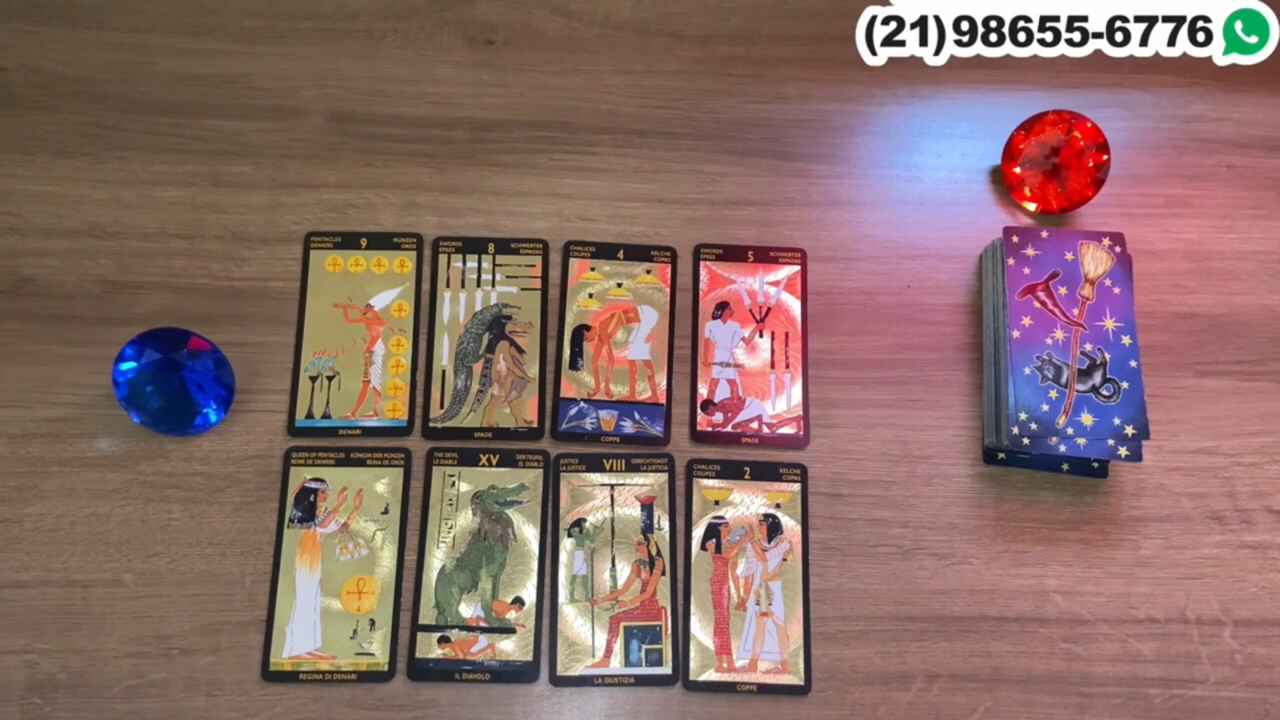 (21)98655-6776
PENTACLES
DENIERS
9
MÜNZEN
OROS
DENARI
SWORDS
EPEES
8
SCHWERTER
ESPADAS
SPADE
CHALICES
COUPES
4
KELCHE
COPAS
COPPE
SWORDS
EPEES
5
SCHWERTER
ESPADAS
SPADE
QUEEN OF PENTACLES
REINE DE DENIERS
KÖNIGIN DER MÜNZEN
REINA DE OROS
REGINA DI DENARI
THE DEVIL
LE DIABLE
XV
DER TEUFEL
EL DIABLO
IL DIAVOLO
JUSTICE
LA JUSTICE
VIII
GERECHTIGKEIT
LA JUSTICIA
LA GIUSTIZIA
CHALICES
COUPES
2
KELCHE
COPAS
COPPE